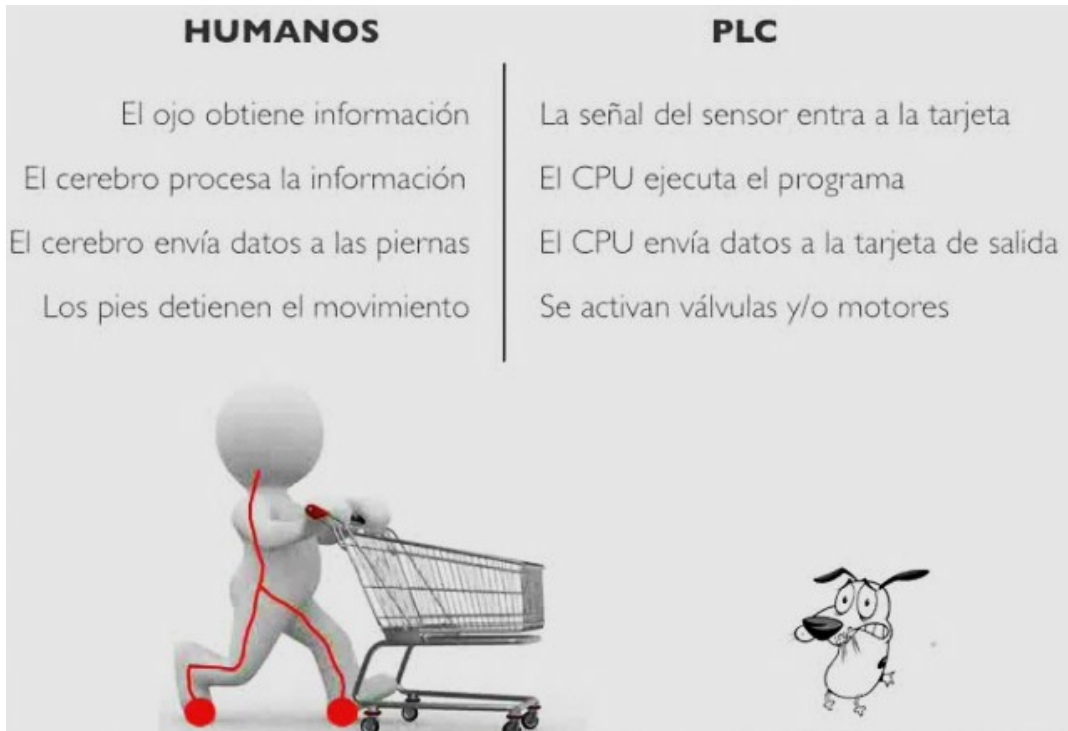 HUMANOS
PLC
El ojo obtiene información
La señal del sensor entra a la tarjeta
El cerebro procesa la información
El CPU ejecuta el programa
El cerebro envía datos a las piernas
El CPU envía datos a la tarjeta de salida
Los pies detienen el movimiento
Se activan válvulas y/o motores